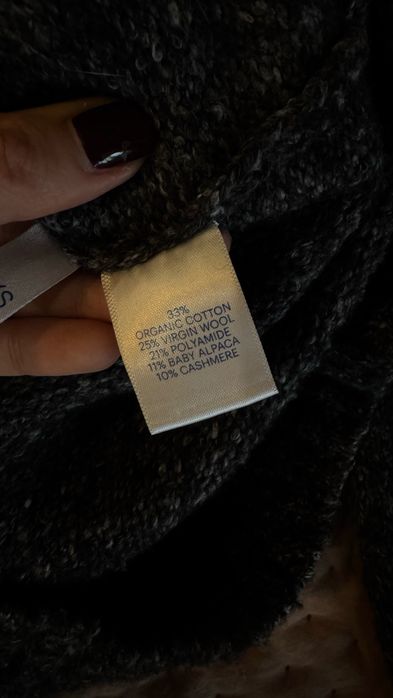 33%
ORGANIC COTTON
25% VIRGIN WOOL
21% POLYAMIDE
11% BABY ALPACA
10% CASHMERE